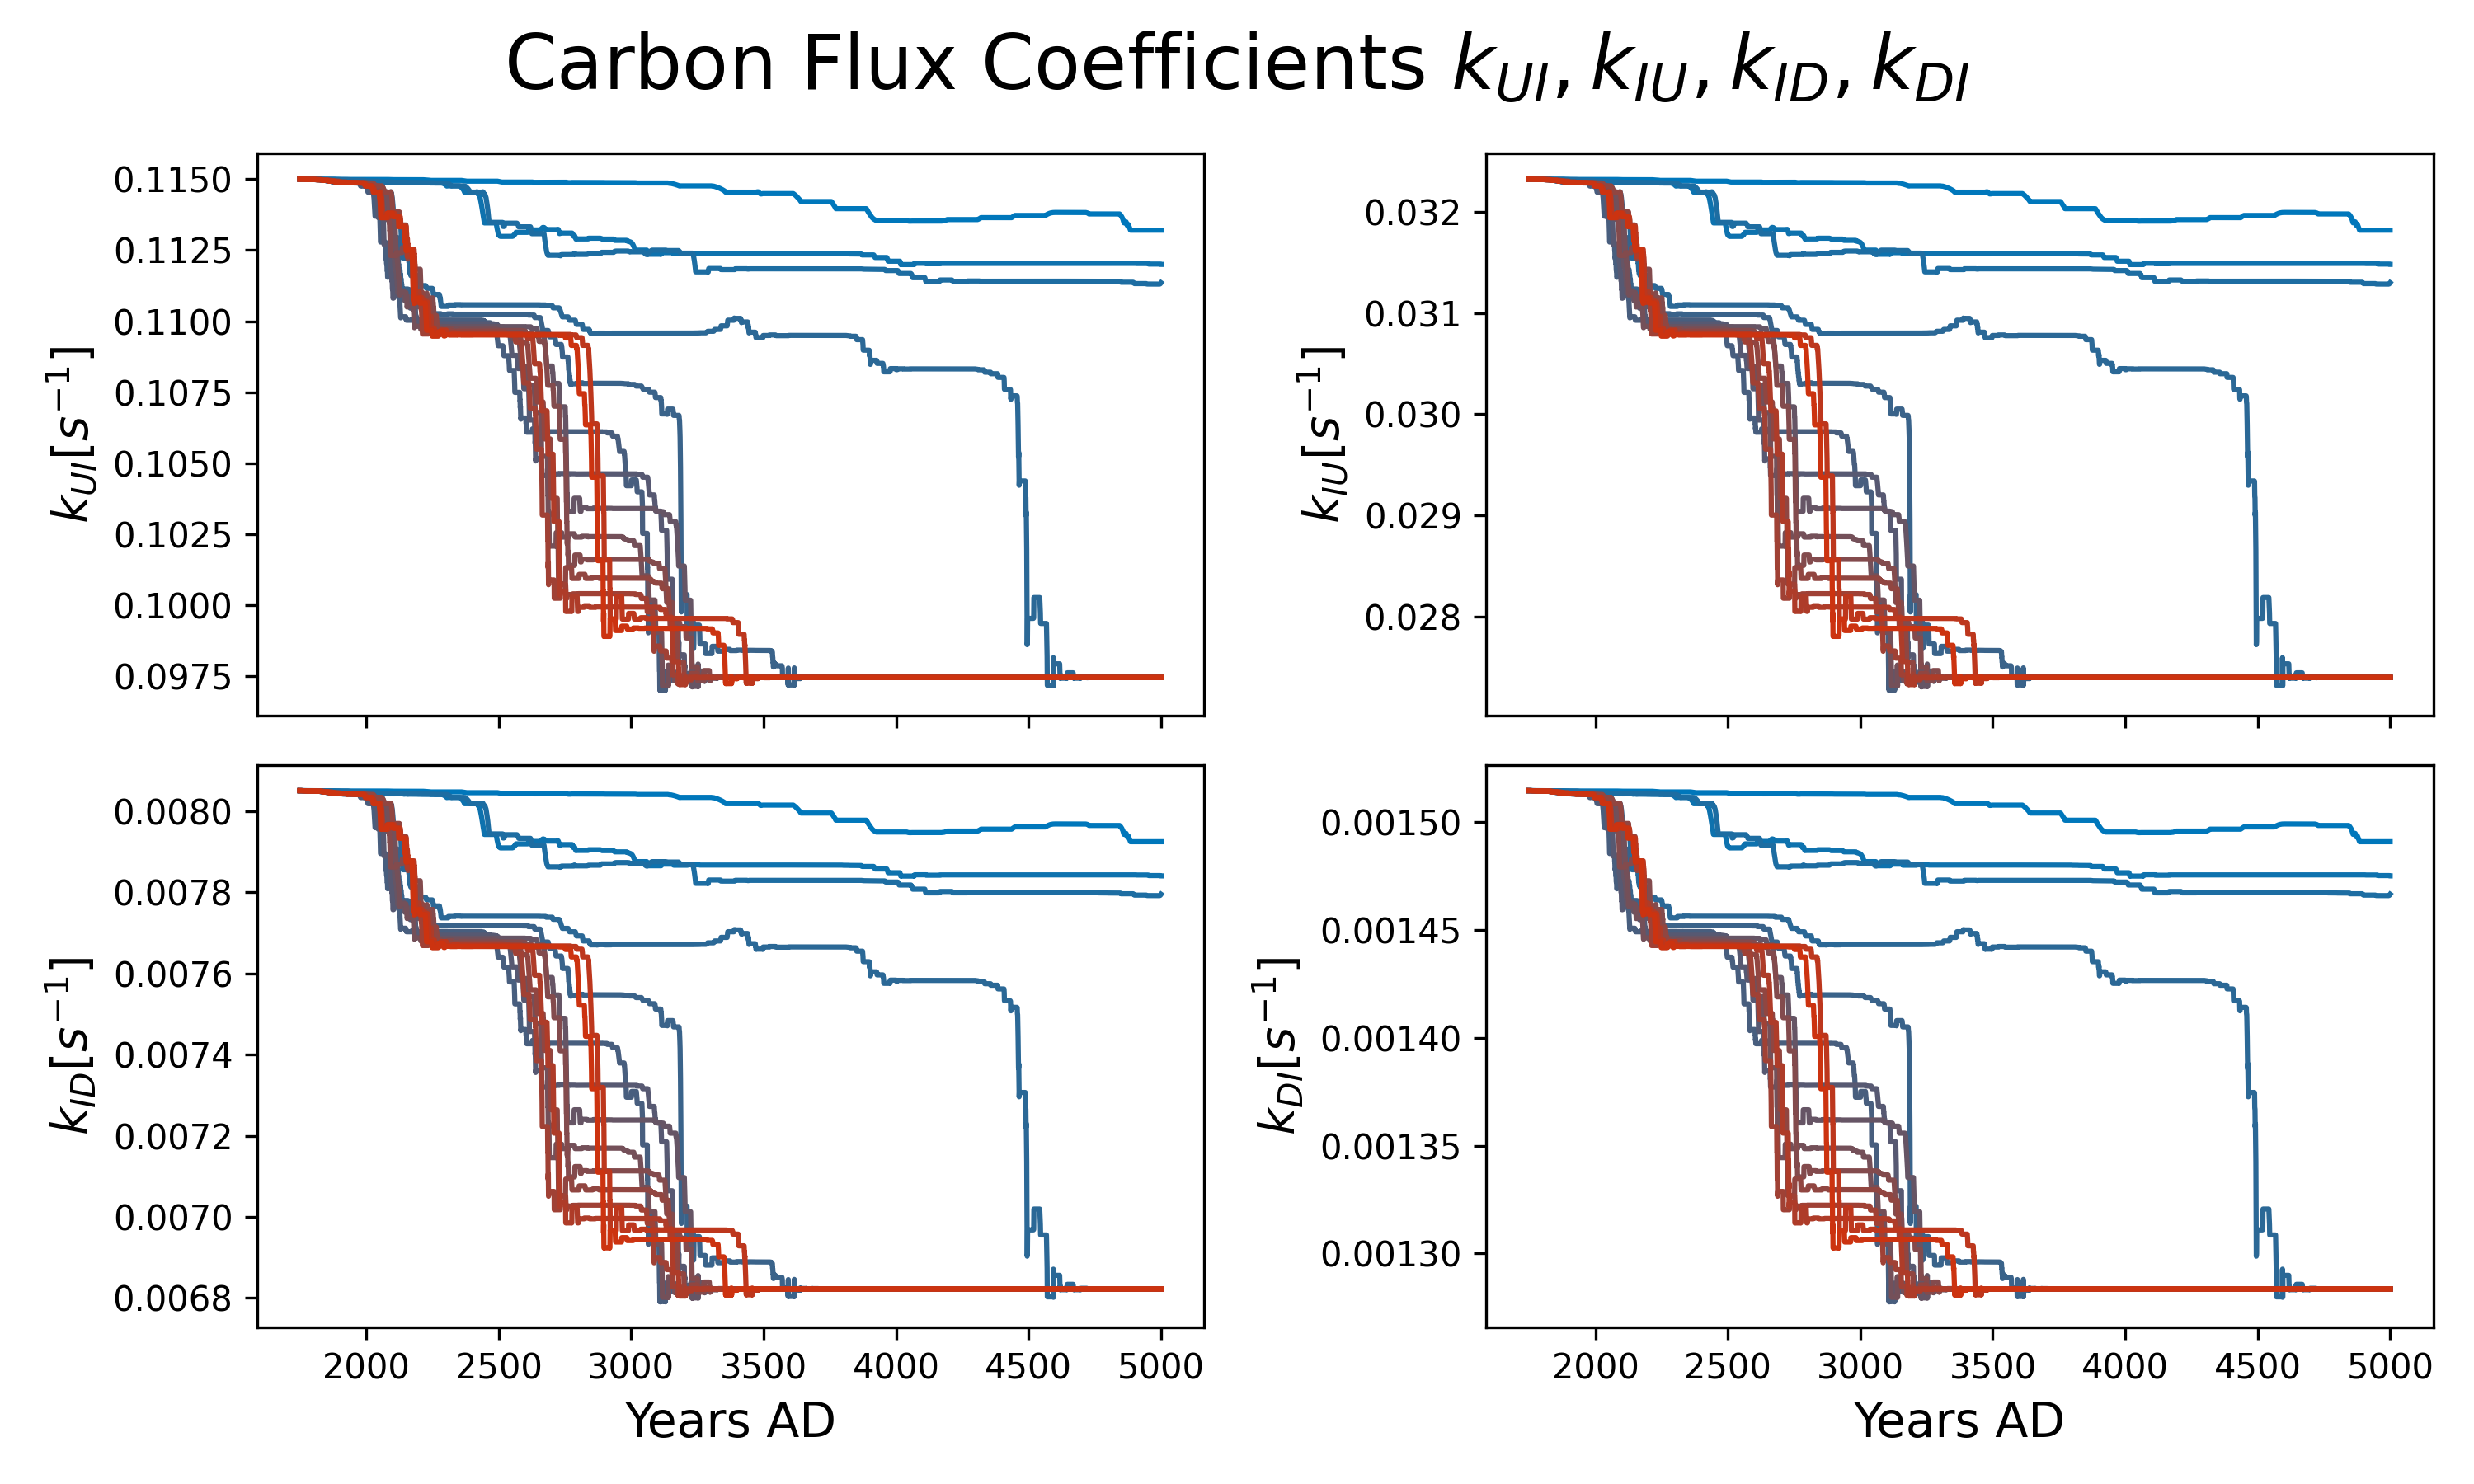 Carbon Flux Coefficients k_UI, k_IU, k_ID, k_DI
0.1150
0.1125
0.1100
0.1075
0.1050
0.1025
0.1000
0.0975
k_UI[s^−1]
0.032
0.031
0.030
0.029
0.028
k_IU[s^−1]
0.0080
0.0078
0.0076
0.0074
0.0072
0.0070
0.0068
k_ID[s^−1]
2000 2500 3000 3500 4000 4500 5000
Years AD
0.00150
0.00145
0.00140
0.00135
0.00130
k_DI[s^−1]
2000 2500 3000 3500 4000 4500 5000
Years AD